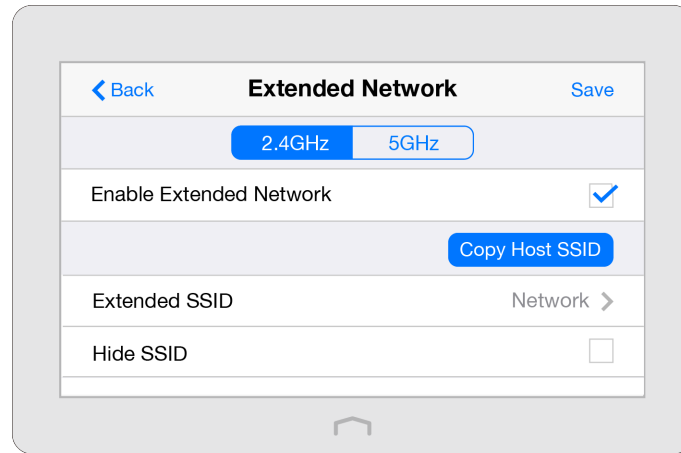 Back Extended Network Save
2.4GHz 5GHz
Enable Extended Network
Copy Host SSID
Extended SSID Network
Hide SSID